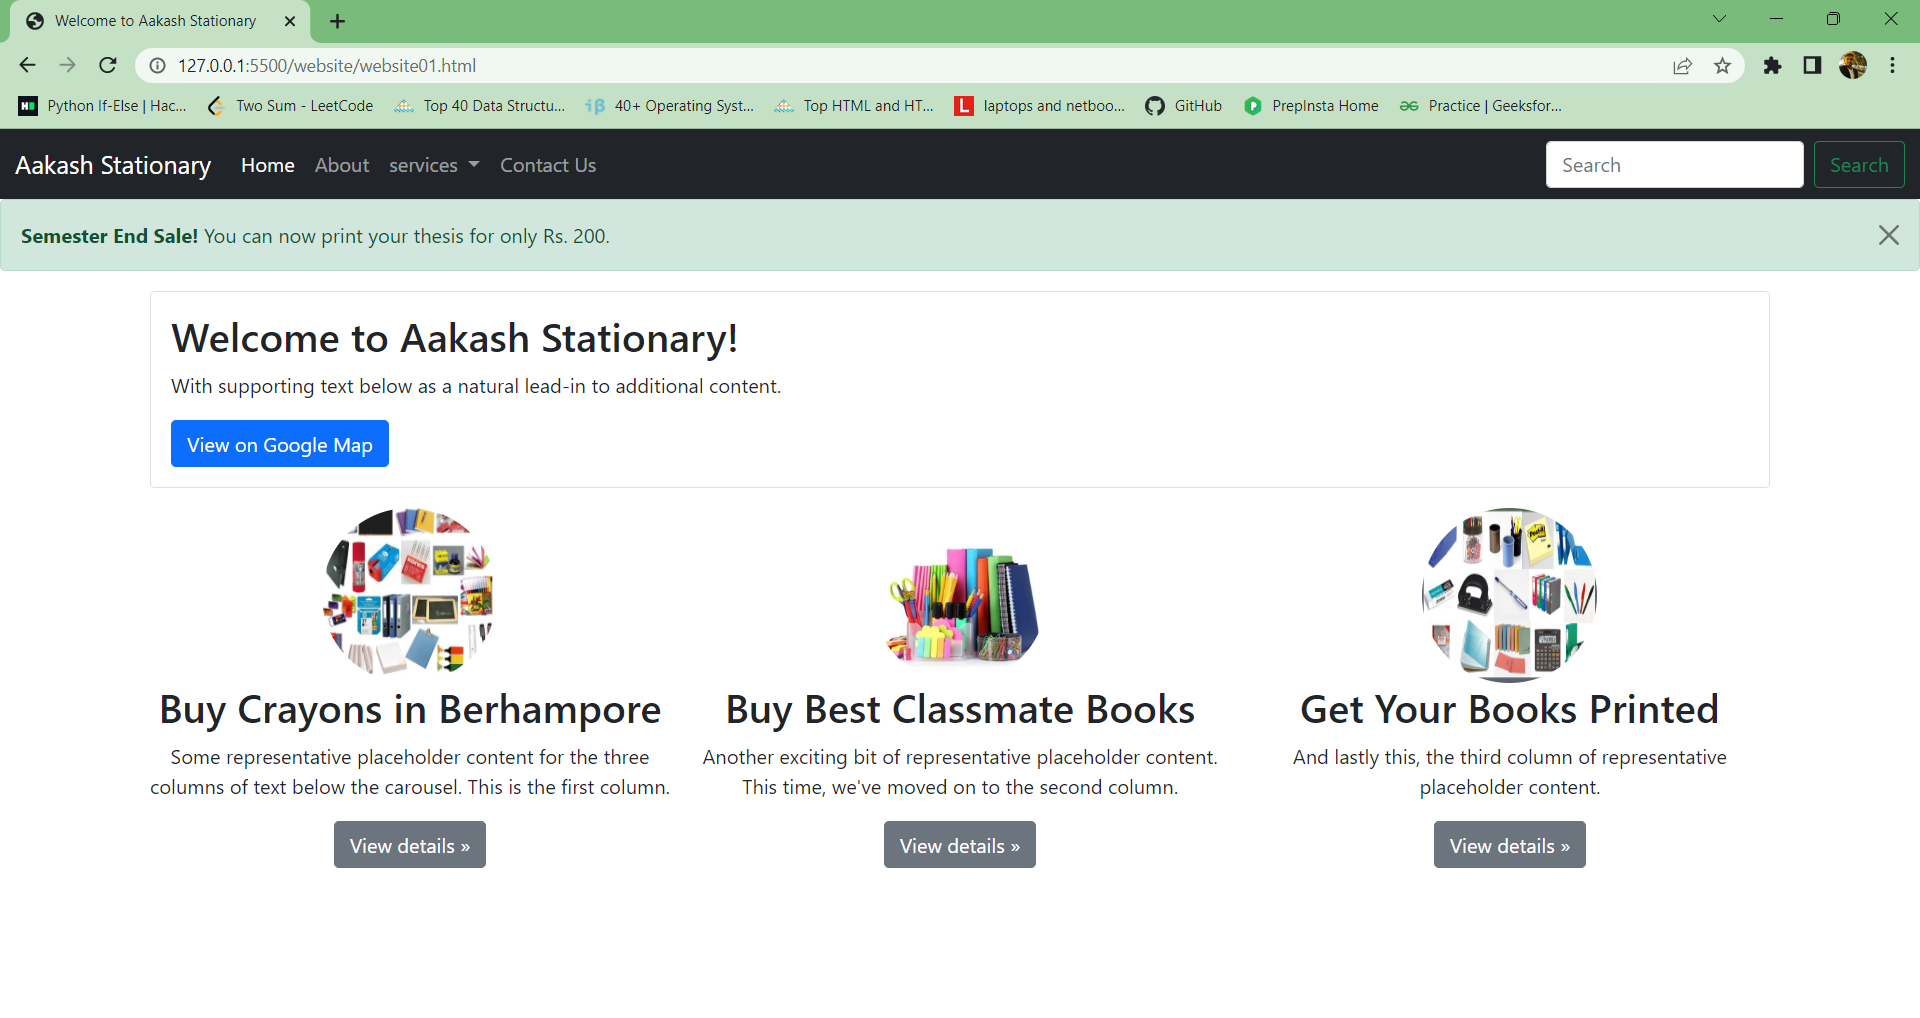 Welcome to Aakash Stationary
127.0.0.1:5500/website/website01.html
Python If-Else | Hac...
Two Sum - LeetCode
Top 40 Data Structu...
40+ Operating Syst...
Top HTML and HT...
L
laptops and netboo...
GitHub
PrepInsta Home
Practice | Geeksfor...
Aakash Stationary
Home
About
services
Contact Us
Search
Search
Semester End Sale! You can now print your thesis for only Rs. 200.
Welcome to Aakash Stationary!
With supporting text below as a natural lead-in to additional content.
View on Google Map
Buy Crayons in Berhampore
Some representative placeholder content for the three
columns of text below the carousel. This is the first column.
View details »
Buy Best Classmate Books
Another exciting bit of representative placeholder content.
This time, we've moved on to the second column.
View details »
Get Your Books Printed
And lastly this, the third column of representative
placeholder content.
View details »